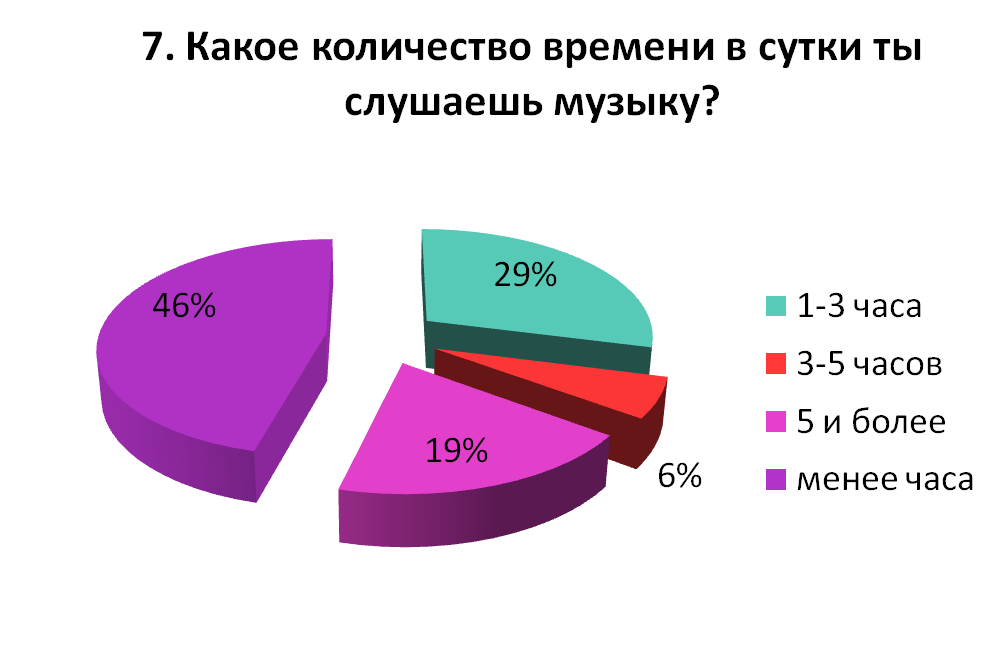 7. Какое количество времени в сутки ты
слушаешь музыку?
29%
46%
19%
6%
1-3 часа
3-5 часов
5 и более
менее часа